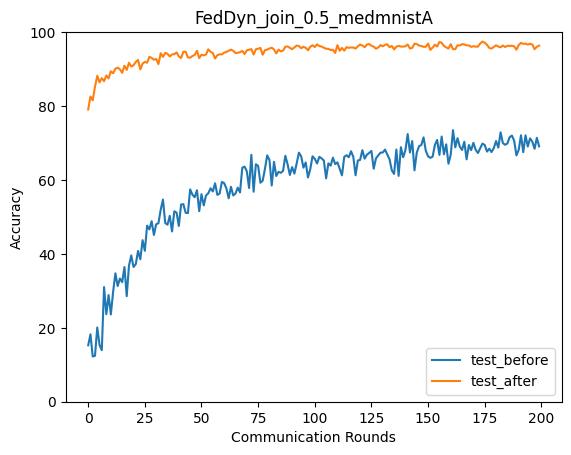 FedDyn_join_0.5_medmnistA
100
80
60
40
20
0
Accuracy
0 25 50 75 100 125 150 175 200
Communication Rounds
test_before
test_after